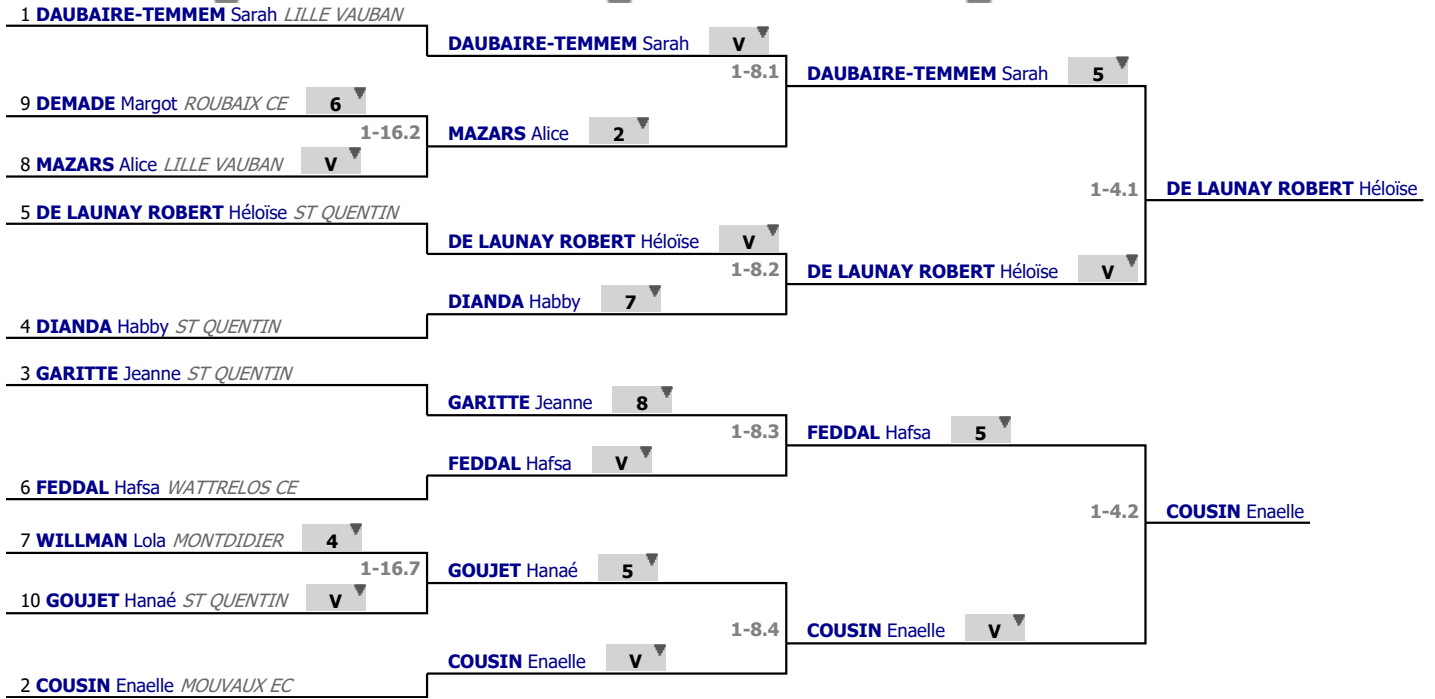 1 DAUBAIRE-TEMMEM Sarah LILLE VAUBAN
DAUBAIRE-TEMMEM Sarah V
1-8.1
DAUBAIRE-TEMMEM Sarah 5
9 DEMADE Margot ROUBAIX CE 6
1-16.2
MAZARS Alice 2
8 MAZARS Alice LILLE VAUBAN V
1-4.1
DE LAUNAY ROBERT Héloïse
5 DE LAUNAY ROBERT Héloïse ST QUENTIN
DE LAUNAY ROBERT Héloïse V
1-8.2
DE LAUNAY ROBERT Héloïse V
DIANDA Habby 7
4 DIANDA Habby ST QUENTIN
3 GARITTE Jeanne ST QUENTIN
GARITTE Jeanne 8
1-8.3
FEDDAL Hafsa 5
FEDDAL Hafsa V
6 FEDDAL Hafsa WATTRELOS CE
1-4.2
COUSIN Enaelle
7 WILLMAN Lola MONTDIDIER 4
1-16.7
GOUJET Hanaé 5
10 GOUJET Hanaé ST QUENTIN V
1-8.4
COUSIN Enaelle V
COUSIN Enaelle V
2 COUSIN Enaelle MOUVAUX EC